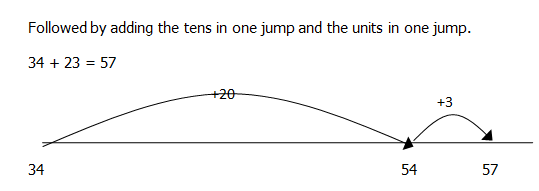 Followed by adding the tens in one jump and the units in one jump.
34 + 23 = 57
+20
+3
34 54 57